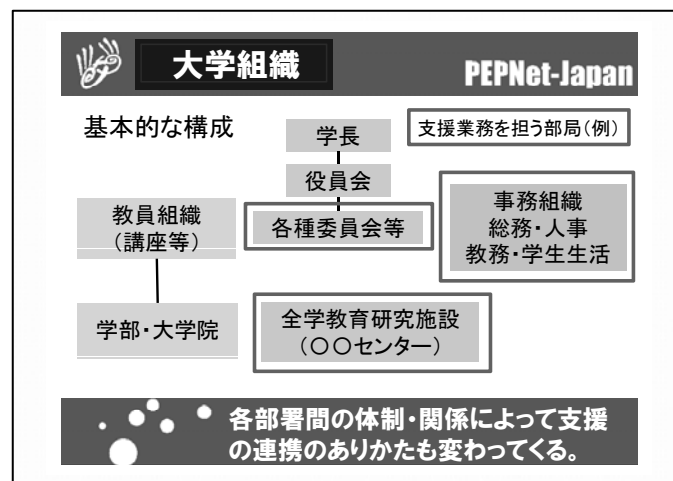 大学組織
PEPNet-Japan
基本的な構成
学長
支援業務を担う部局(例)
役員会
各種委員会等
事務組織
総務・人事
教務・学生生活
教員組織
(講座等)
学部・大学院
全学教育研究施設
(〇〇センター)
各部署間の体制・関係によって支援
の連携のありかたも変わってくる。